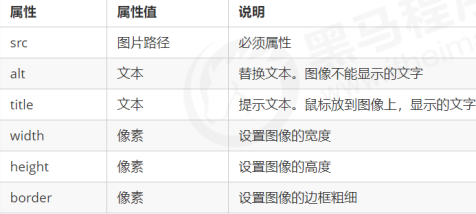 属性 属性值 说明
src 图片路径 必须属性
alt 文本 替换文本。图像不能显示的文字
title 文本 提示文本。鼠标放到图像上，显示的文字
width 像素 设置图像的宽度
height 像素 设置图像的高度
border 像素 设置图像的边框粗细
黑马程序